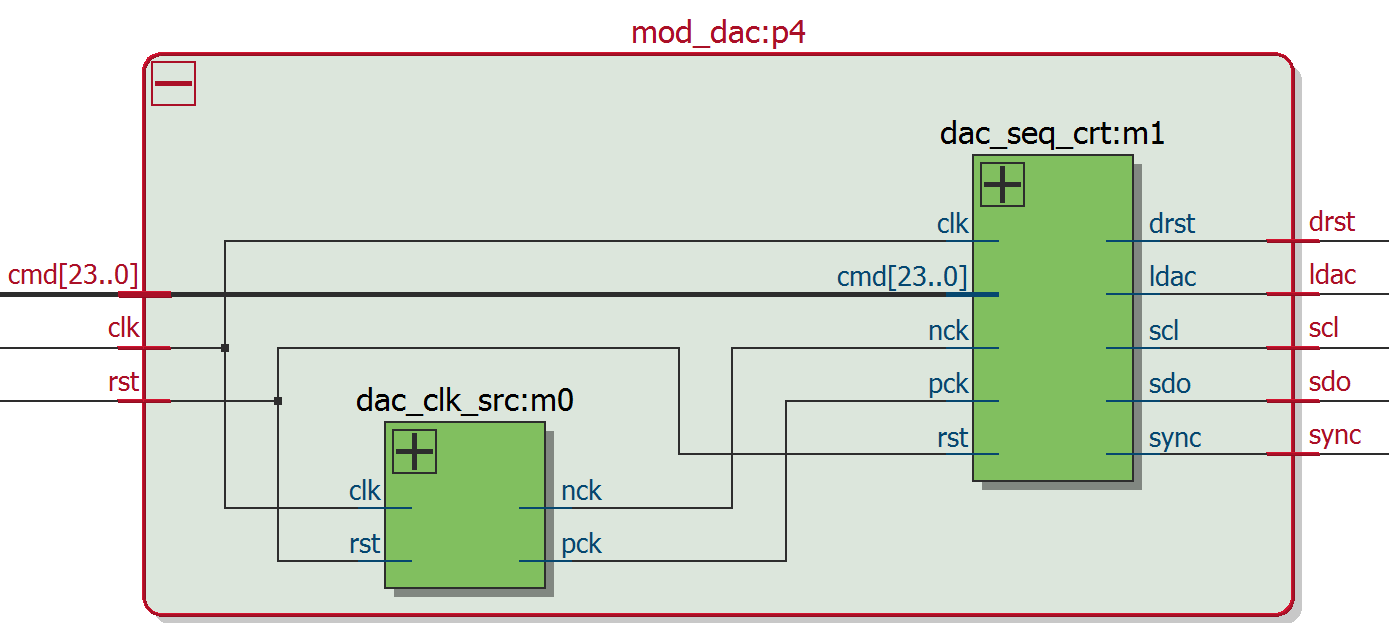 mod_dac:p4
dac_seq_crt:m1
clk
drst
drst
cmd[23..0]
cmd[23..0]
ldac
ldac
clk
nck
scl
scl
rst
pck
sdo
sdo
dac_clk_src:m0
rst
sync
sync
clk
nck
rst
pck